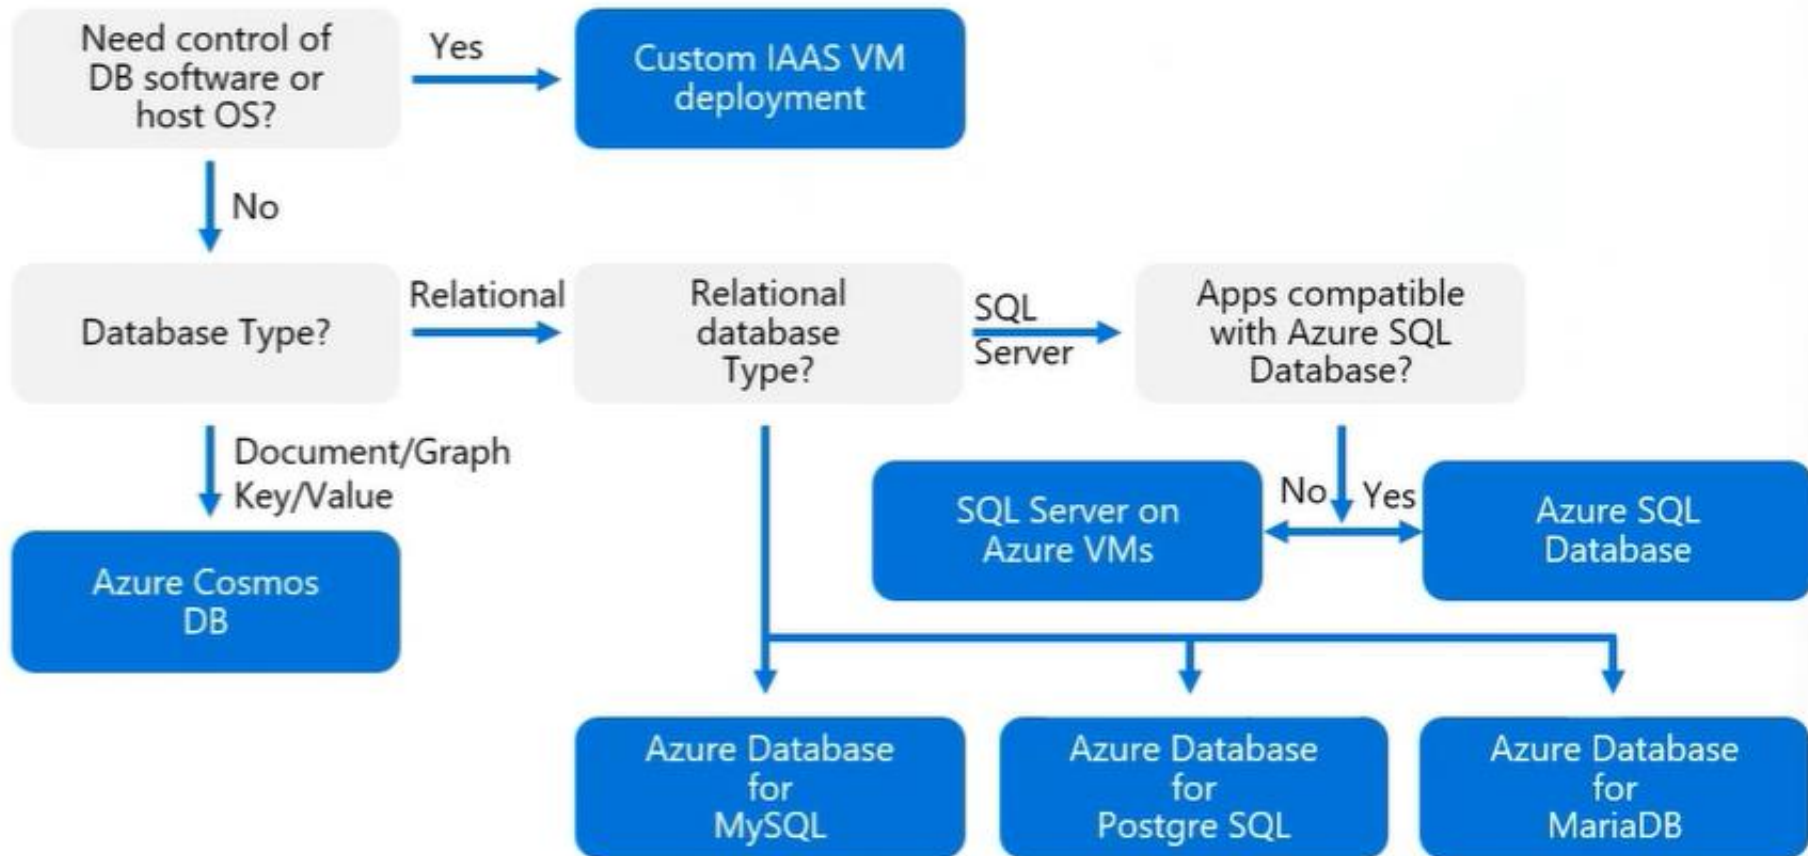 Need control of
DB software or
host OS?
Yes
Custom IAAS VM
deployment
No
Database Type?
Relational
Relational
database
Type?
SQL
Server
Apps compatible
with Azure SQL
Database?
Document/Graph
Key/Value
No
Yes
SQL Server on
Azure VMs
Azure SQL
Database
Azure Cosmos
DB
Azure Database
for
MySQL
Azure Database
for
Postgre SQL
Azure Database
for
MariaDB